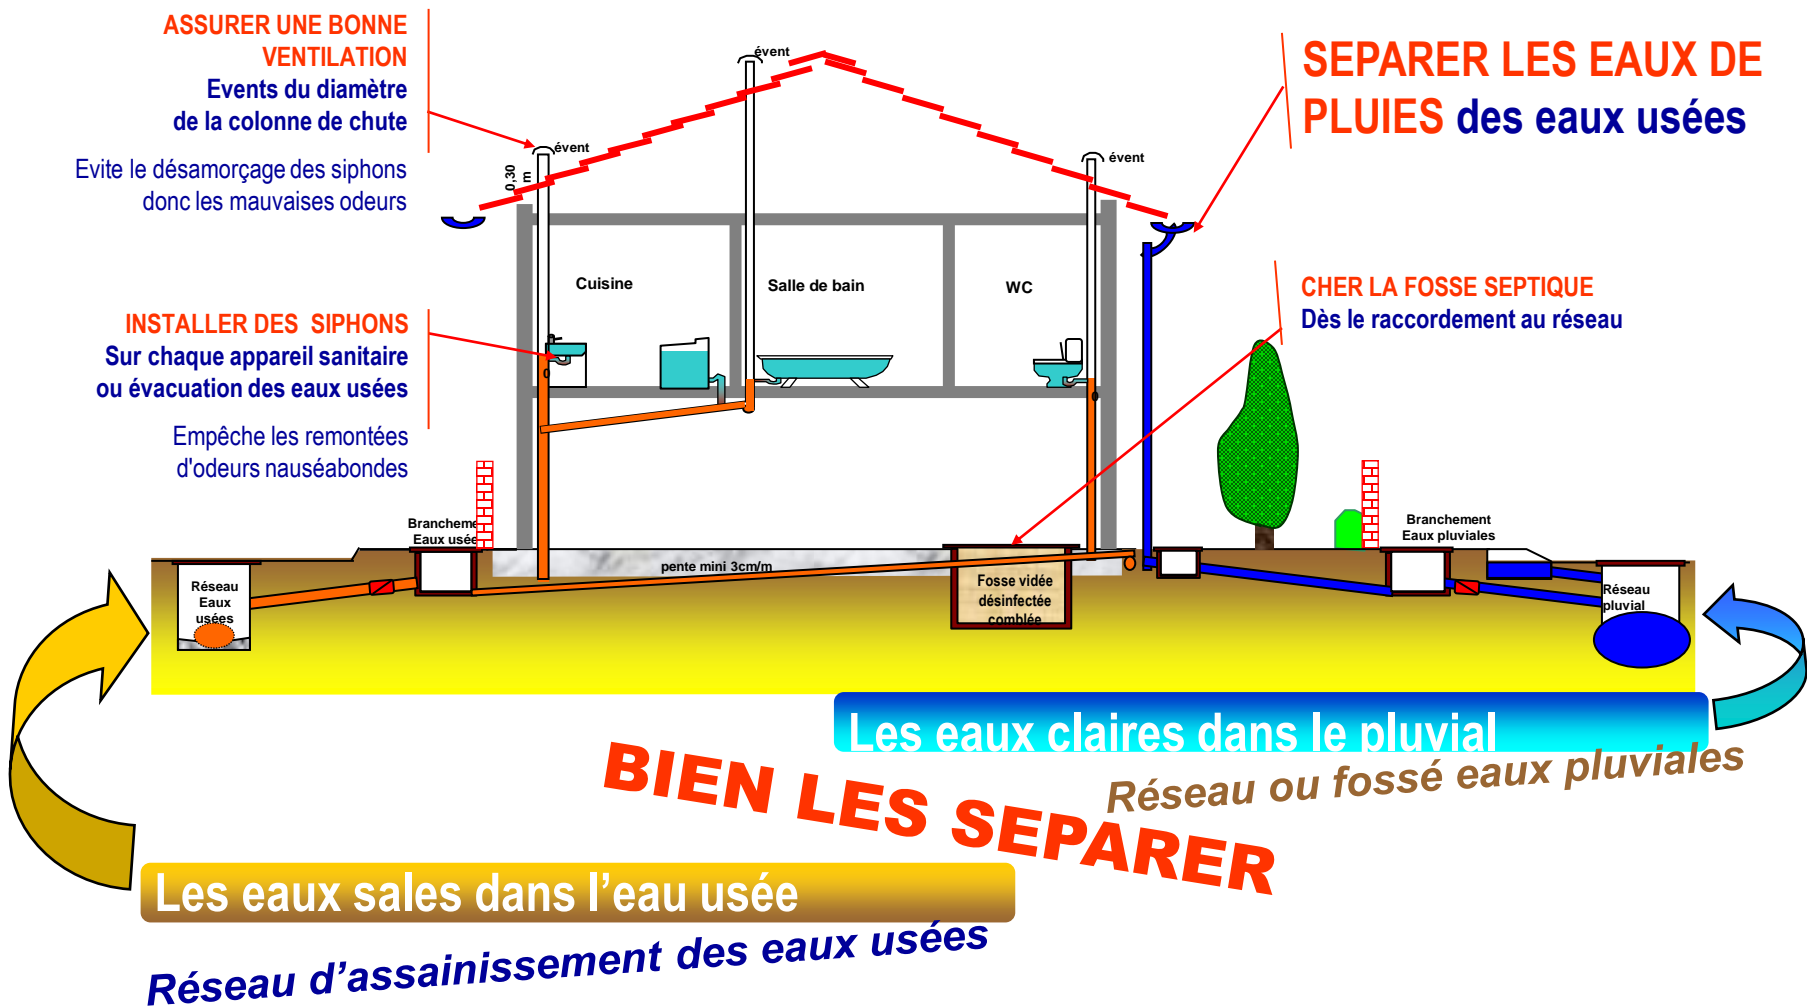 ASSURER UNE BONNE
VENTILATION
Events du diamètre
de la colonne de chute
Evite le désamorçage des siphons
donc les mauvaises odeurs
INSTALLER DES SIPHONS
Sur chaque appareil sanitaire
ou évacuation des eaux usées
Empêche les remontées
d'odeurs nauséabondes
évent
évent
évent
0,30
m
SEPARER LES EAUX DE
PLUIES des eaux usées
CHER LA FOSSE SEPTIQUE
Dès le raccordement au réseau
Cuisine
Salle de bain
WC
0
0
Brancheme
Eaux usée
Branchement
Eaux pluviales
Réseau
Eaux
usées
pente mini 3cm/m
Fosse vidée
désinfectée
comblée
Réseau
pluvial
Les eaux claires dans le pluvial
Réseau ou fossé eaux pluviales
BIEN LES SEPARER
Les eaux sales dans l’eau usée
Réseau d’assainissement des eaux usées